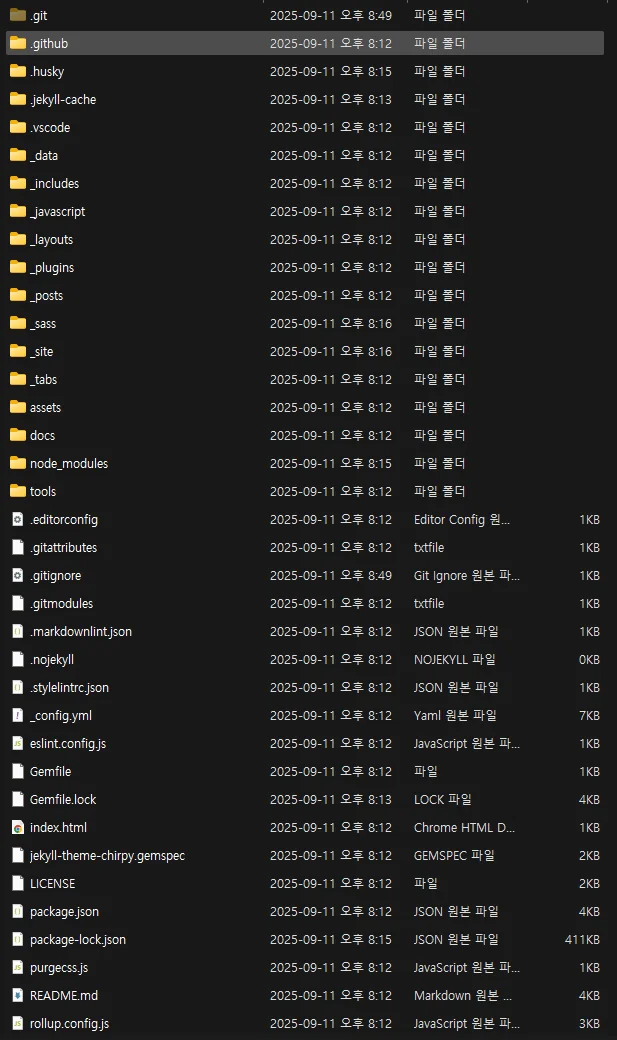 .git 2025-09-11 오후 8:49 파일 폴더
.github 2025-09-11 오후 8:12 파일 폴더
.husky 2025-09-11 오후 8:15 파일 폴더
.jekyll-cache 2025-09-11 오후 8:13 파일 폴더
.vscode 2025-09-11 오후 8:12 파일 폴더
_data 2025-09-11 오후 8:12 파일 폴더
_includes 2025-09-11 오후 8:12 파일 폴더
_javascript 2025-09-11 오후 8:12 파일 폴더
_layouts 2025-09-11 오후 8:12 파일 폴더
_plugins 2025-09-11 오후 8:12 파일 폴더
_posts 2025-09-11 오후 8:12 파일 폴더
_sass 2025-09-11 오후 8:16 파일 폴더
_site 2025-09-11 오후 8:16 파일 폴더
_tabs 2025-09-11 오후 8:12 파일 폴더
assets 2025-09-11 오후 8:12 파일 폴더
docs 2025-09-11 오후 8:12 파일 폴더
node_modules 2025-09-11 오후 8:15 파일 폴더
tools 2025-09-11 오후 8:12 파일 폴더
.editorconfig 2025-09-11 오후 8:12 Editor Config 원... 1KB
.gitattributes 2025-09-11 오후 8:12 txtfile 1KB
.gitignore 2025-09-11 오후 8:49 Git Ignore 원본 파... 1KB
.gitmodules 2025-09-11 오후 8:12 txtfile 1KB
.markdownlint.json 2025-09-11 오후 8:12 JSON 원본 파일 1KB
.nojekyll 2025-09-11 오후 8:12 NOJEKYLL 파일 0KB
.stylelintrc.json 2025-09-11 오후 8:12 JSON 원본 파일 1KB
_config.yml 2025-09-11 오후 8:12 Yaml 원본 파일 7KB
eslint.config.js 2025-09-11 오후 8:12 JavaScript 원본 파... 1KB
Gemfile 2025-09-11 오후 8:12 파일 1KB
Gemfile.lock 2025-09-11 오후 8:13 LOCK 파일 4KB
index.html 2025-09-11 오후 8:12 Chrome HTML D... 1KB
jekyll-theme-chirpy.gemspec 2025-09-11 오후 8:12 GEMSPEC 파일 2KB
LICENSE 2025-09-11 오후 8:12 파일 2KB
package.json 2025-09-11 오후 8:12 JSON 원본 파일 4KB
package-lock.json 2025-09-11 오후 8:15 JSON 원본 파일 411KB
purgecss.js 2025-09-11 오후 8:12 JavaScript 원본 파... 1KB
README.md 2025-09-11 오후 8:12 Markdown 원본 ... 4KB
rollup.config.js 2025-09-11 오후 8:12 JavaScript 원본 파... 3KB